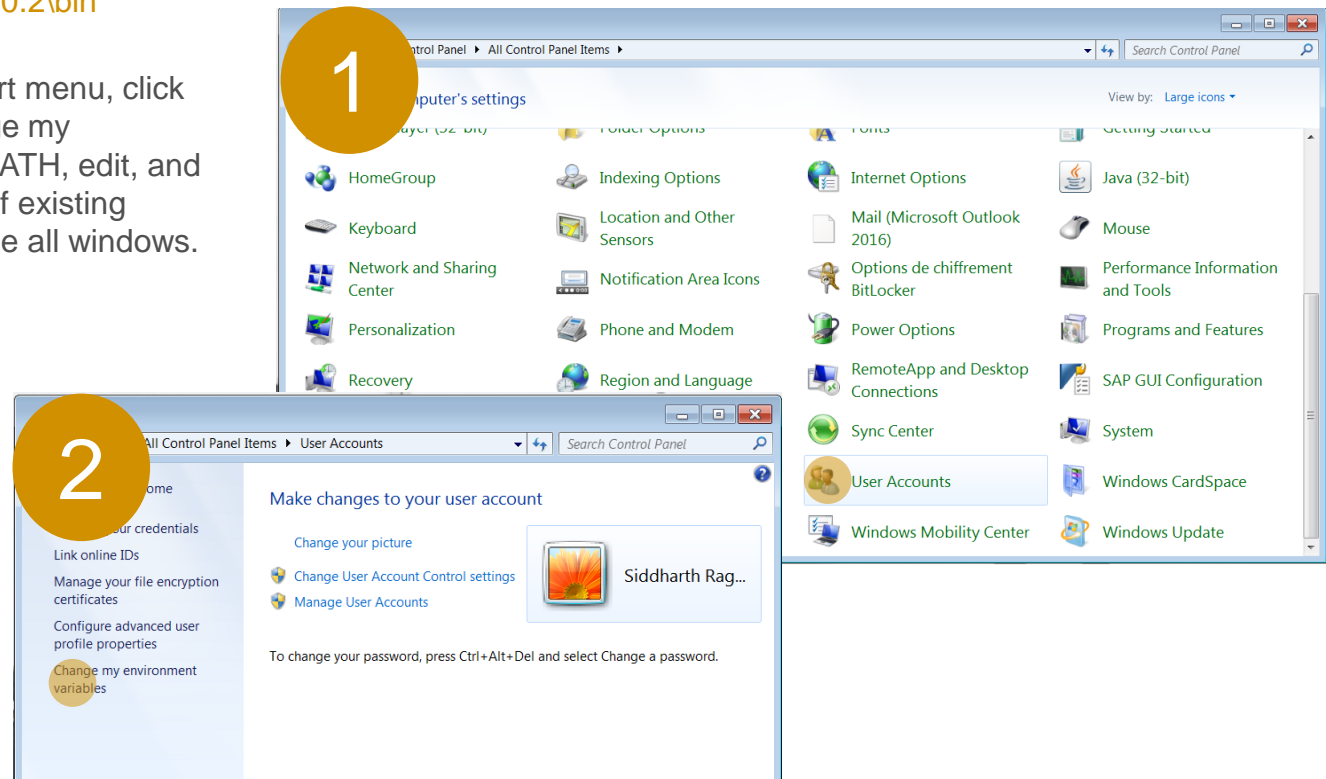 0.2\bin
rt menu, click
ge my
ATH, edit, and
f existing
e all windows.
1
Control Panel ▸ All Control Panel Items ▸
Search Control Panel
computer's settings
View by: Large icons
Player (32-bit)
Folder Options
Fonts
Getting Started
HomeGroup
Indexing Options
Internet Options
Java (32-bit)
Keyboard
Location and Other
Sensors
Mail (Microsoft Outlook
2016)
Mouse
Network and Sharing
Center
Notification Area Icons
Options de chiffrement
BitLocker
Performance Information
and Tools
Personalization
Phone and Modem
Power Options
Programs and Features
Recovery
Region and Language
RemoteApp and Desktop
Connections
SAP GUI Configuration
Sync Center
System
User Accounts
Windows CardSpace
Windows Mobility Center
Windows Update
2
All Control Panel Items ▸ User Accounts
Search Control Panel
ome
ur credentials
Link online IDs
Manage your file encryption
certificates
Configure advanced user
profile properties
Change my environment
variables
Make changes to your user account
Change your picture
Change User Account Control settings
Manage User Accounts
Siddharth Rag...
To change your password, press Ctrl+Alt+Del and select Change a password.